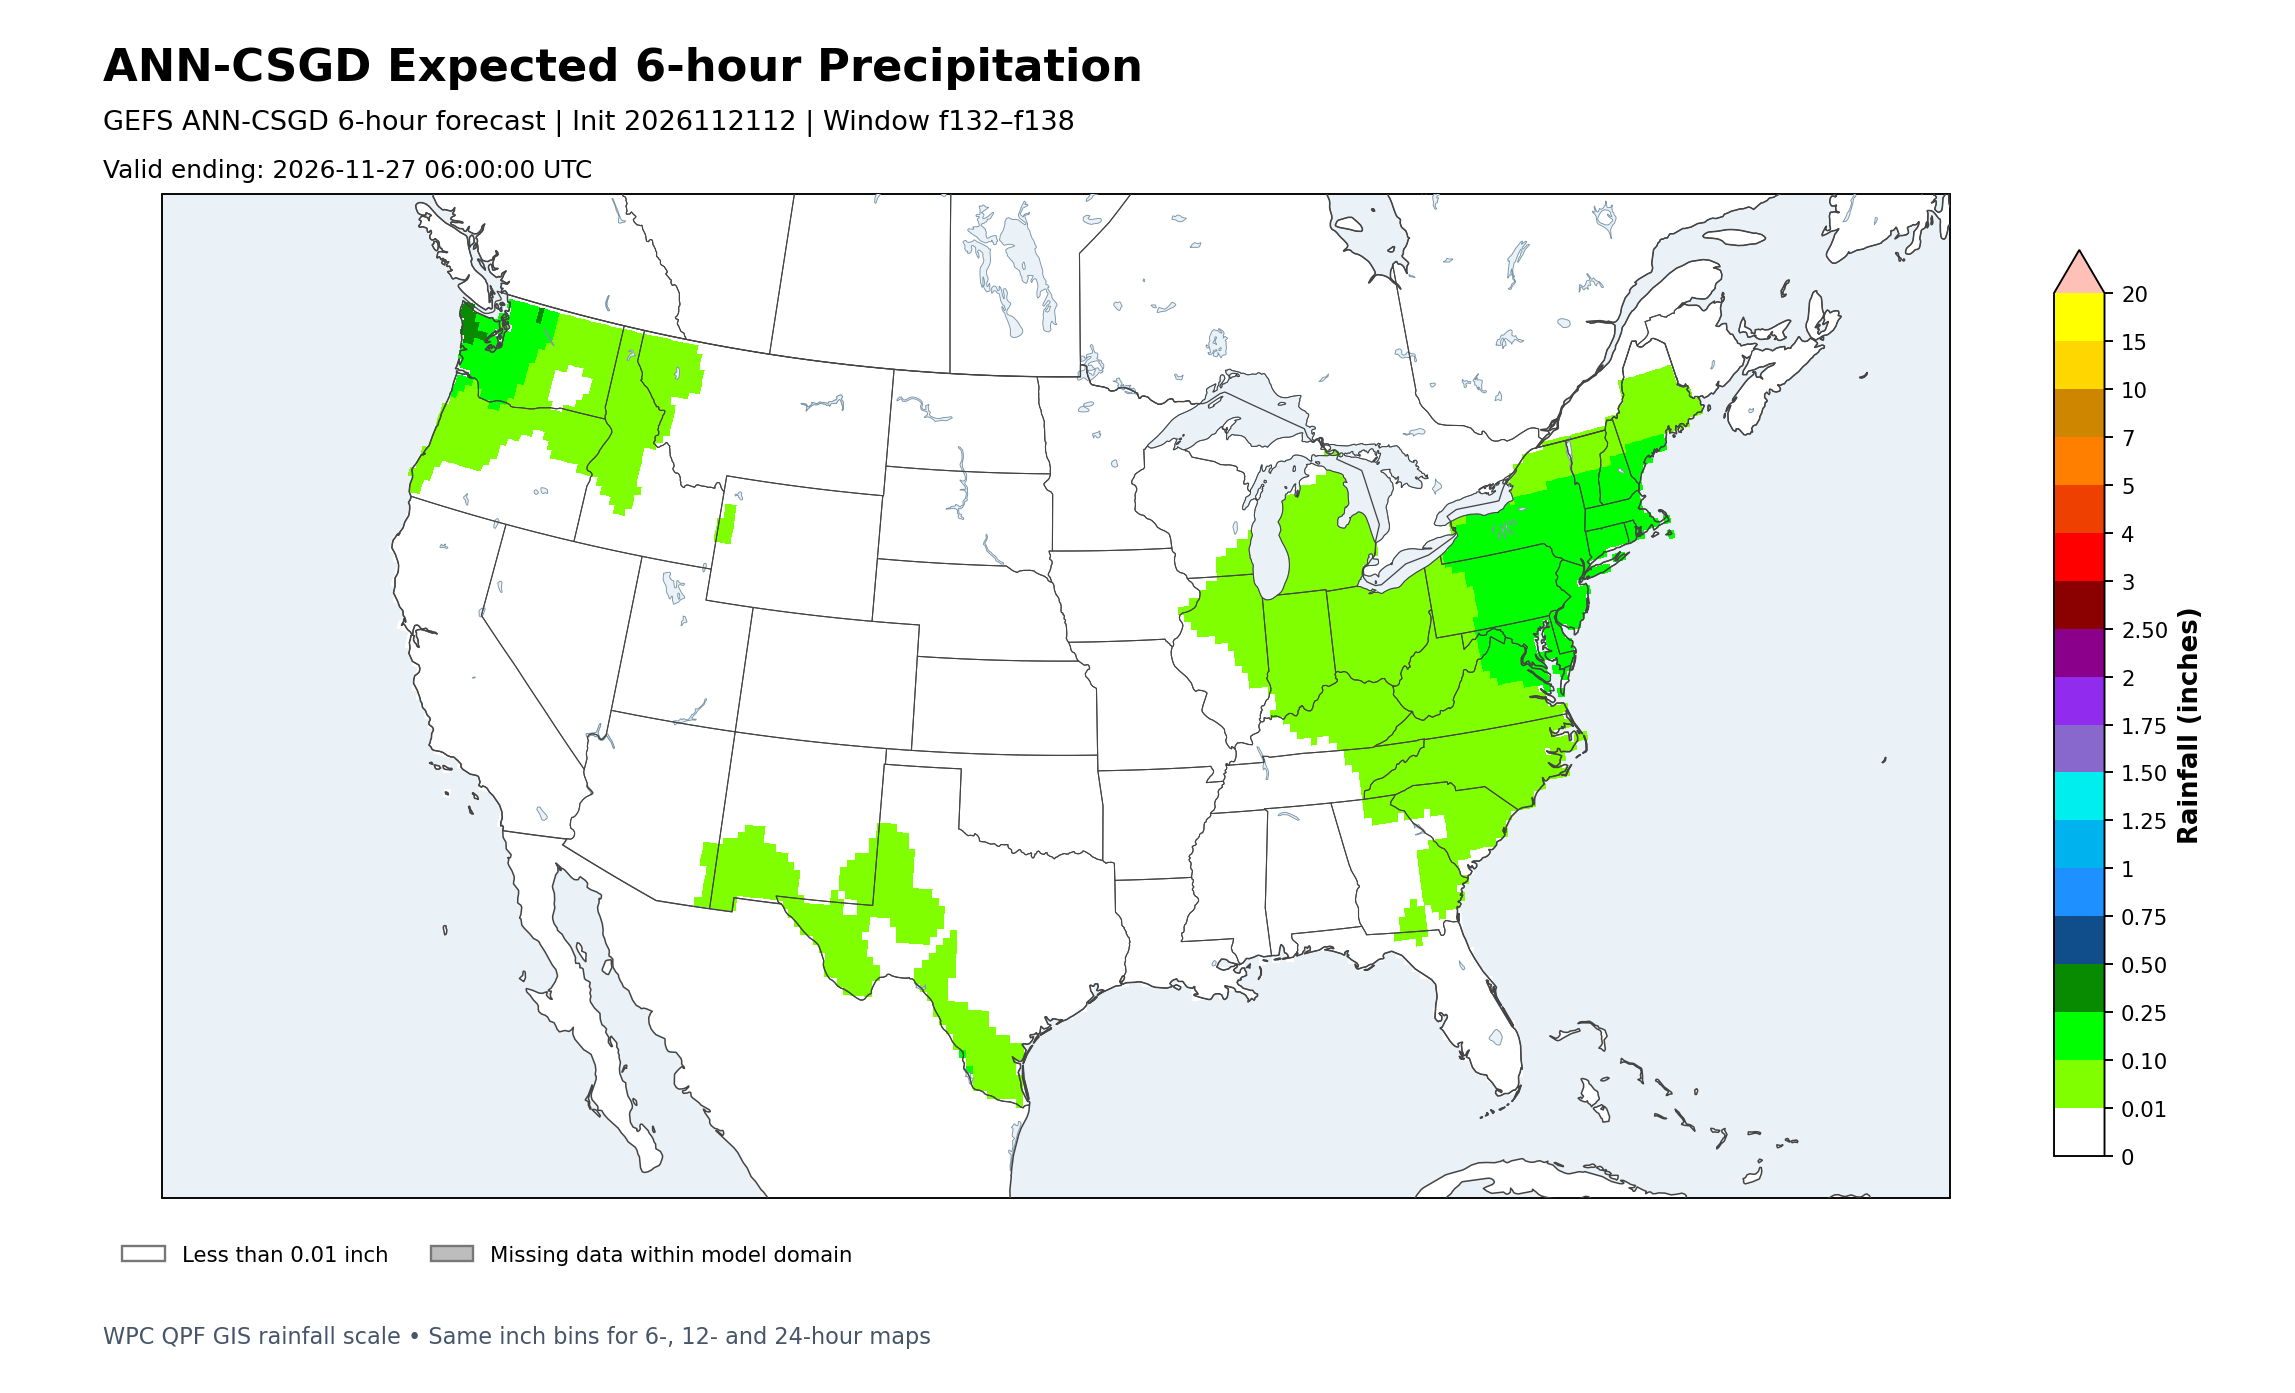 ANN-CSGD Expected 6-hour Precipitation
GEFS ANN-CSGD 6-hour forecast | Init 2026112112 | Window f132–f138
Valid ending: 2026-11-27 06:00:00 UTC
20
15
10
7
5
4
3
2.50
2
1.75
1.50
1.25
1
0.75
0.50
0.25
0.10
0.01
0
Rainfall (inches)
Less than 0.01 inch
Missing data within model domain
WPC QPF GIS rainfall scale • Same inch bins for 6-, 12- and 24-hour maps